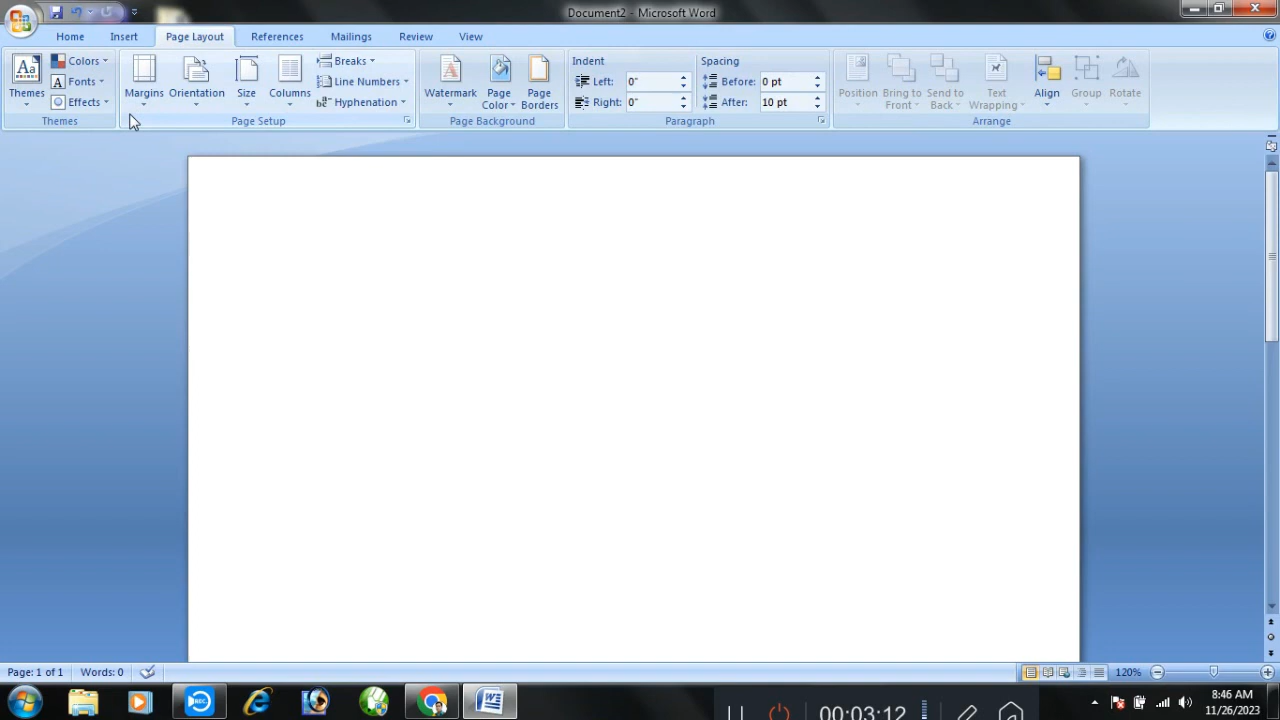 Document2 - Microsoft Word
Home Insert Page Layout References Mailings Review View
Themes
Colors
Fonts
Effects
Themes
Margins
Orientation
Size
Columns
Breaks
Line Numbers
Hyphenation
Page Setup
Watermark
Page Color
Page Borders
Page Background
Indent
Left: 0"
Right: 0"
Spacing
Before: 0 pt
After: 10 pt
Paragraph
Position
Bring to Front
Send to Back
Text Wrapping
Align
Group
Rotate
Arrange
Page: 1 of 1 Words: 0
120%
REC
00:03:12
8:46 AM
11/26/2023